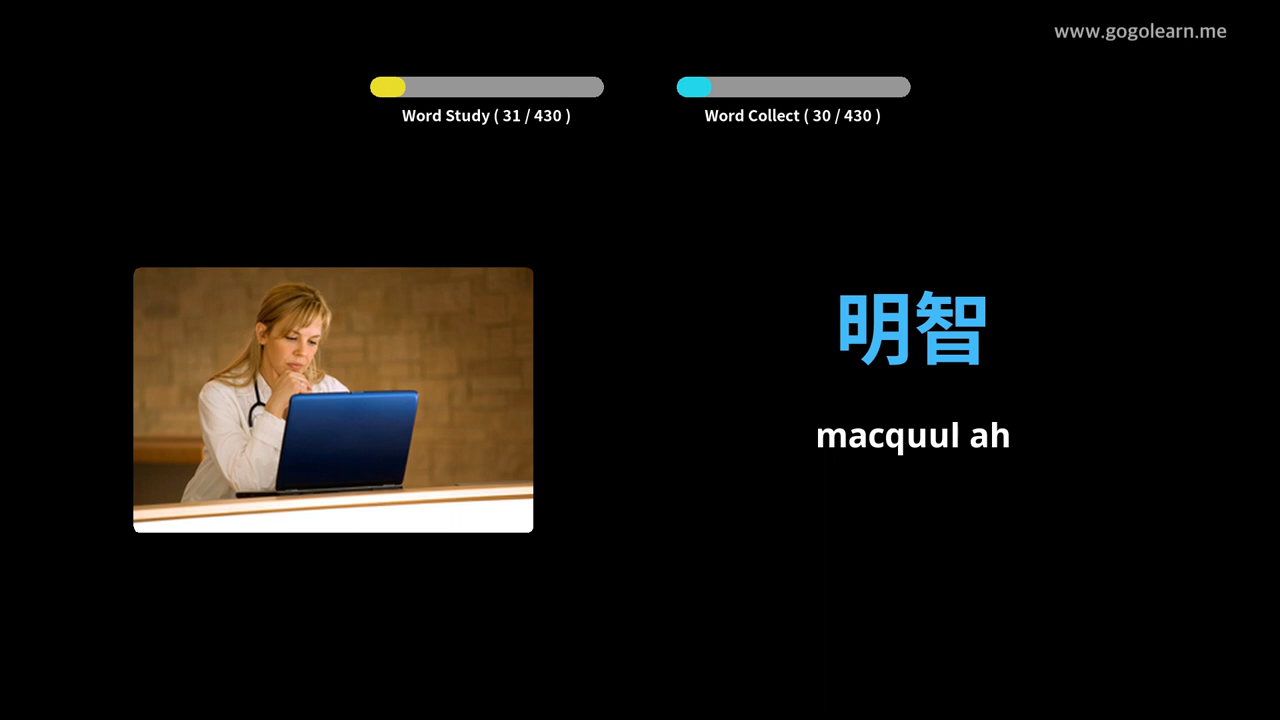 www.gogolearn.me
Word Study ( 31 / 430 )
Word Collect ( 30 / 430 )
明智
macquul ah